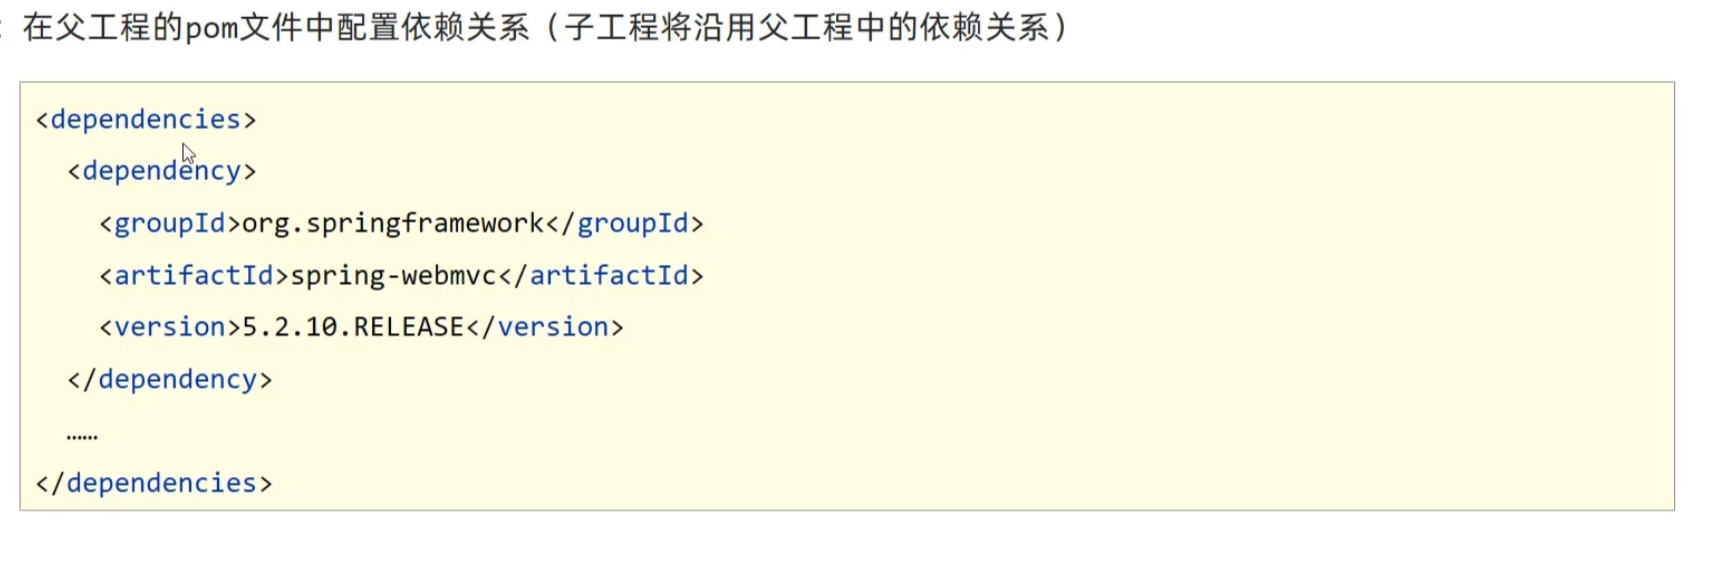 : 在父工程的pom文件中配置依赖关系（子工程将沿用父工程中的依赖关系）
<dependencies>
<dependency>
<groupId>org.springframework</groupId>
<artifactId>spring-webmvc</artifactId>
<version>5.2.10.RELEASE</version>
</dependency>
……
</dependencies>